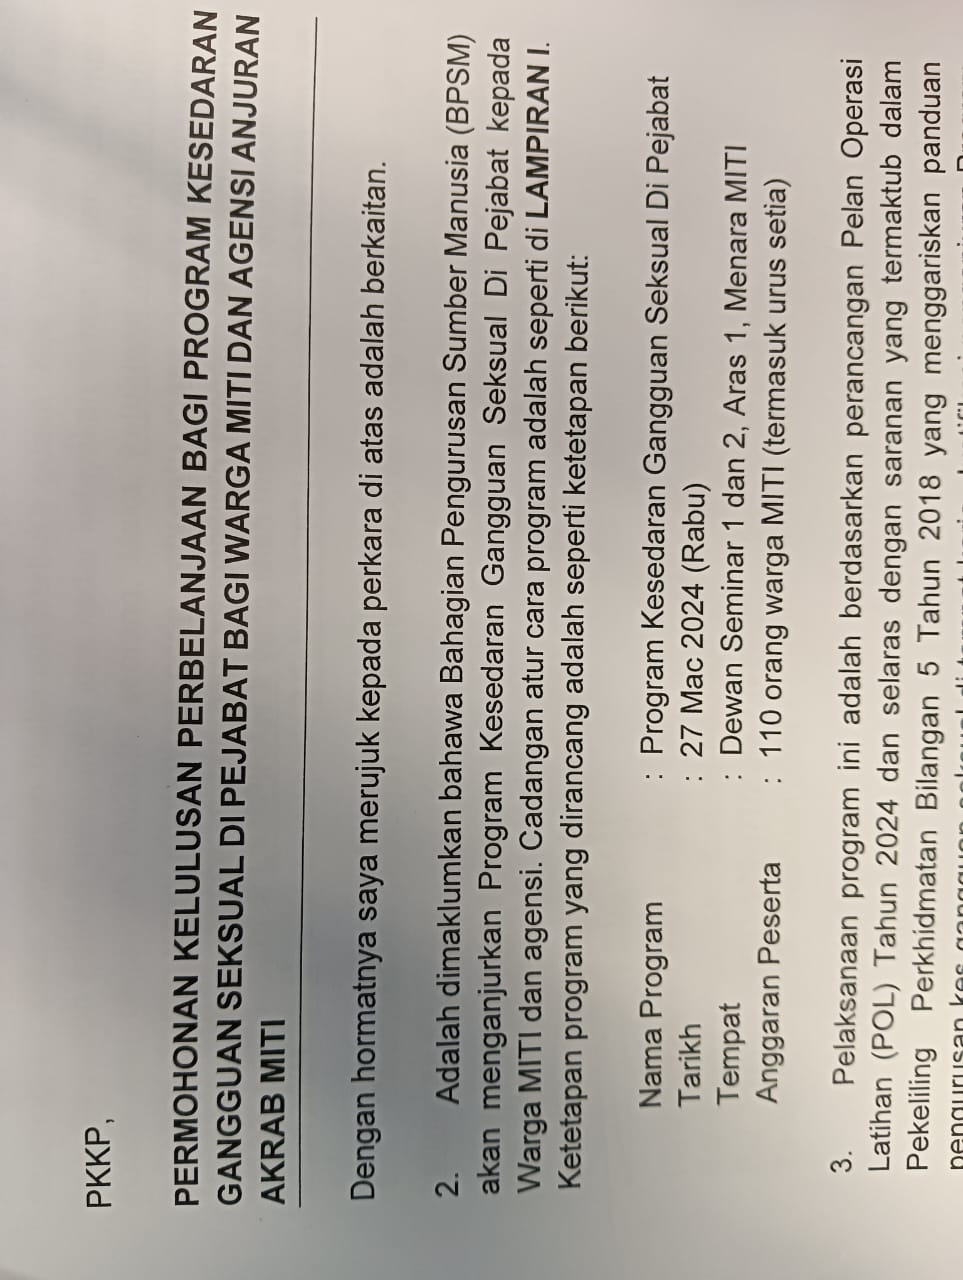 PKKP,
PERMOHONAN KELULUSAN PERBELANJAAN BAGI PROGRAM KESEDARAN
GANGGUAN SEKSUAL DI PEJABAT BAGI WARGA MITI DAN AGENSI ANJURAN
AKRAB MITI
Dengan hormatnya saya merujuk kepada perkara di atas adalah berkaitan.
2. Adalah dimaklumkan bahawa Bahagian Pengurusan Sumber Manusia (BPSM)
akan menganjurkan Program Kesedaran Gangguan Seksual Di Pejabat kepada
Warga MITI dan agensi. Cadangan atur cara program adalah seperti di LAMPIRAN I.
Ketetapan program yang dirancang adalah seperti ketetapan berikut:
Nama Program : Program Kesedaran Gangguan Seksual Di Pejabat
Tarikh : 27 Mac 2024 (Rabu)
Tempat : Dewan Seminar 1 dan 2, Aras 1, Menara MITI
Anggaran Peserta : 110 orang warga MITI (termasuk urus setia)
3. Pelaksanaan program ini adalah berdasarkan perancangan Pelan Operasi
Latihan (POL) Tahun 2024 dan selaras dengan saranan yang termaktub dalam
Pekeliling Perkhidmatan Bilangan 5 Tahun 2018 yang menggariskan panduan
pengurusan kes gangguan seksual di tempat kerja